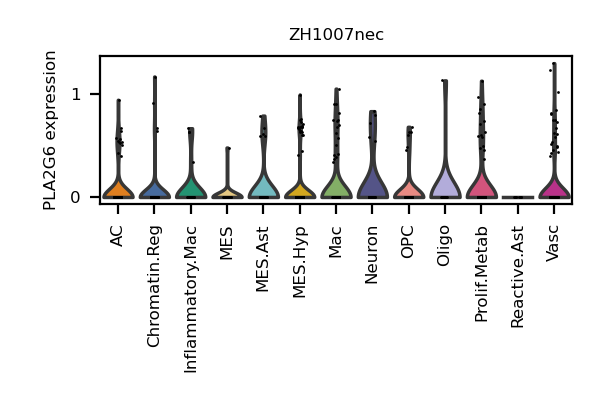 ZH1007nec
PLA2G6 expression
1
0
AC
Chromatin.Reg
Inflammatory.Mac
MES
MES.Ast
MES.Hyp
Mac
Neuron
OPC
Oligo
Prolif.Metab
Reactive.Ast
Vasc